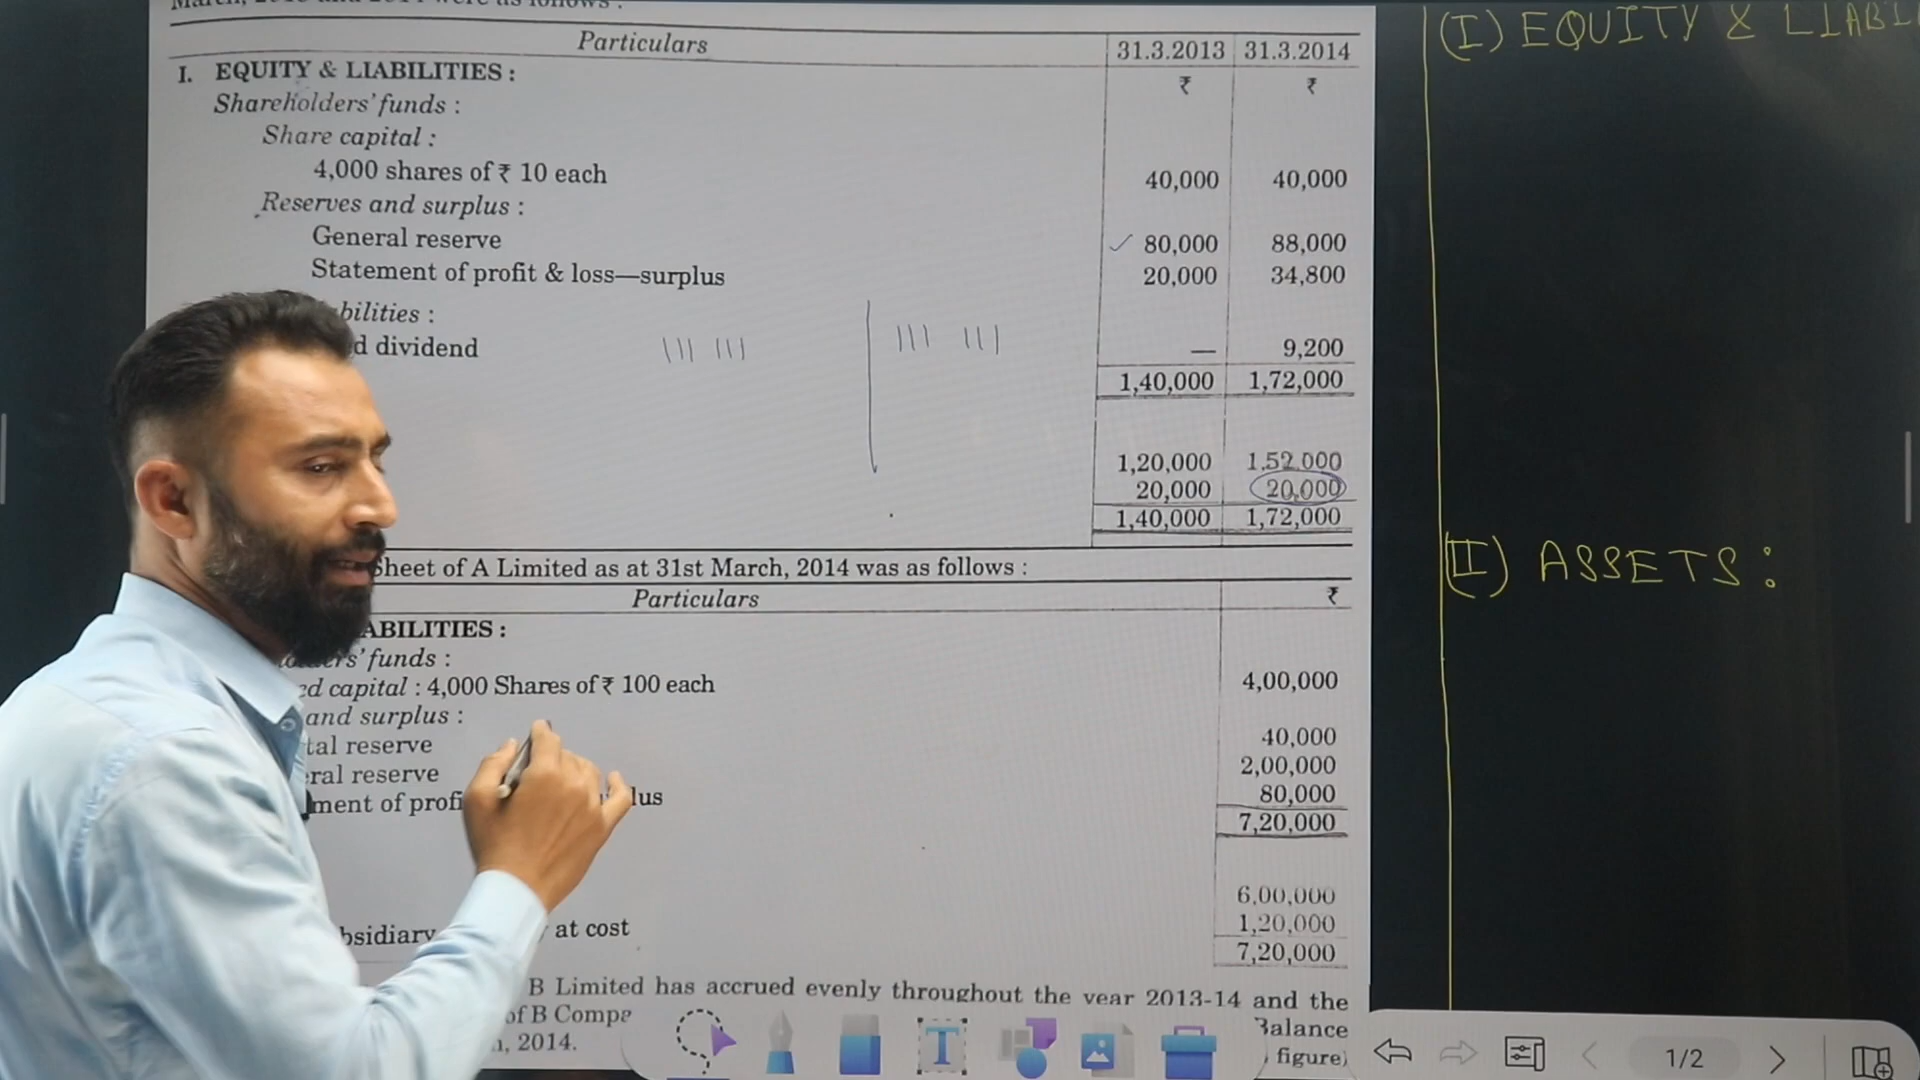 Particulars 31.3.2013 31.3.2014
I. EQUITY & LIABILITIES : ₹ ₹
Shareholders' funds :
Share capital :
4,000 shares of ₹ 10 each 40,000 40,000
Reserves and surplus :
General reserve 80,000 88,000
Statement of profit & loss—surplus 20,000 34,800
bilities :
d dividend — 9,200
1,40,000 1,72,000
1,20,000 1,52,000
20,000 20,000
1,40,000 1,72,000
Sheet of A Limited as at 31st March, 2014 was as follows :
Particulars ₹
ABILITIES :
ers' funds :
ed capital : 4,000 Shares of ₹ 100 each 4,00,000
and surplus :
tal reserve 40,000
ral reserve 2,00,000
ment of profi lus 80,000
7,20,000
6,00,000
bsidiary at cost 1,20,000
7,20,000
B Limited has accrued evenly throughout the year 2013-14 and the
of B Compa Balance
, 2014. figure)
(I) EQUITY & LIABI
(II) ASSETS :
T
1/2